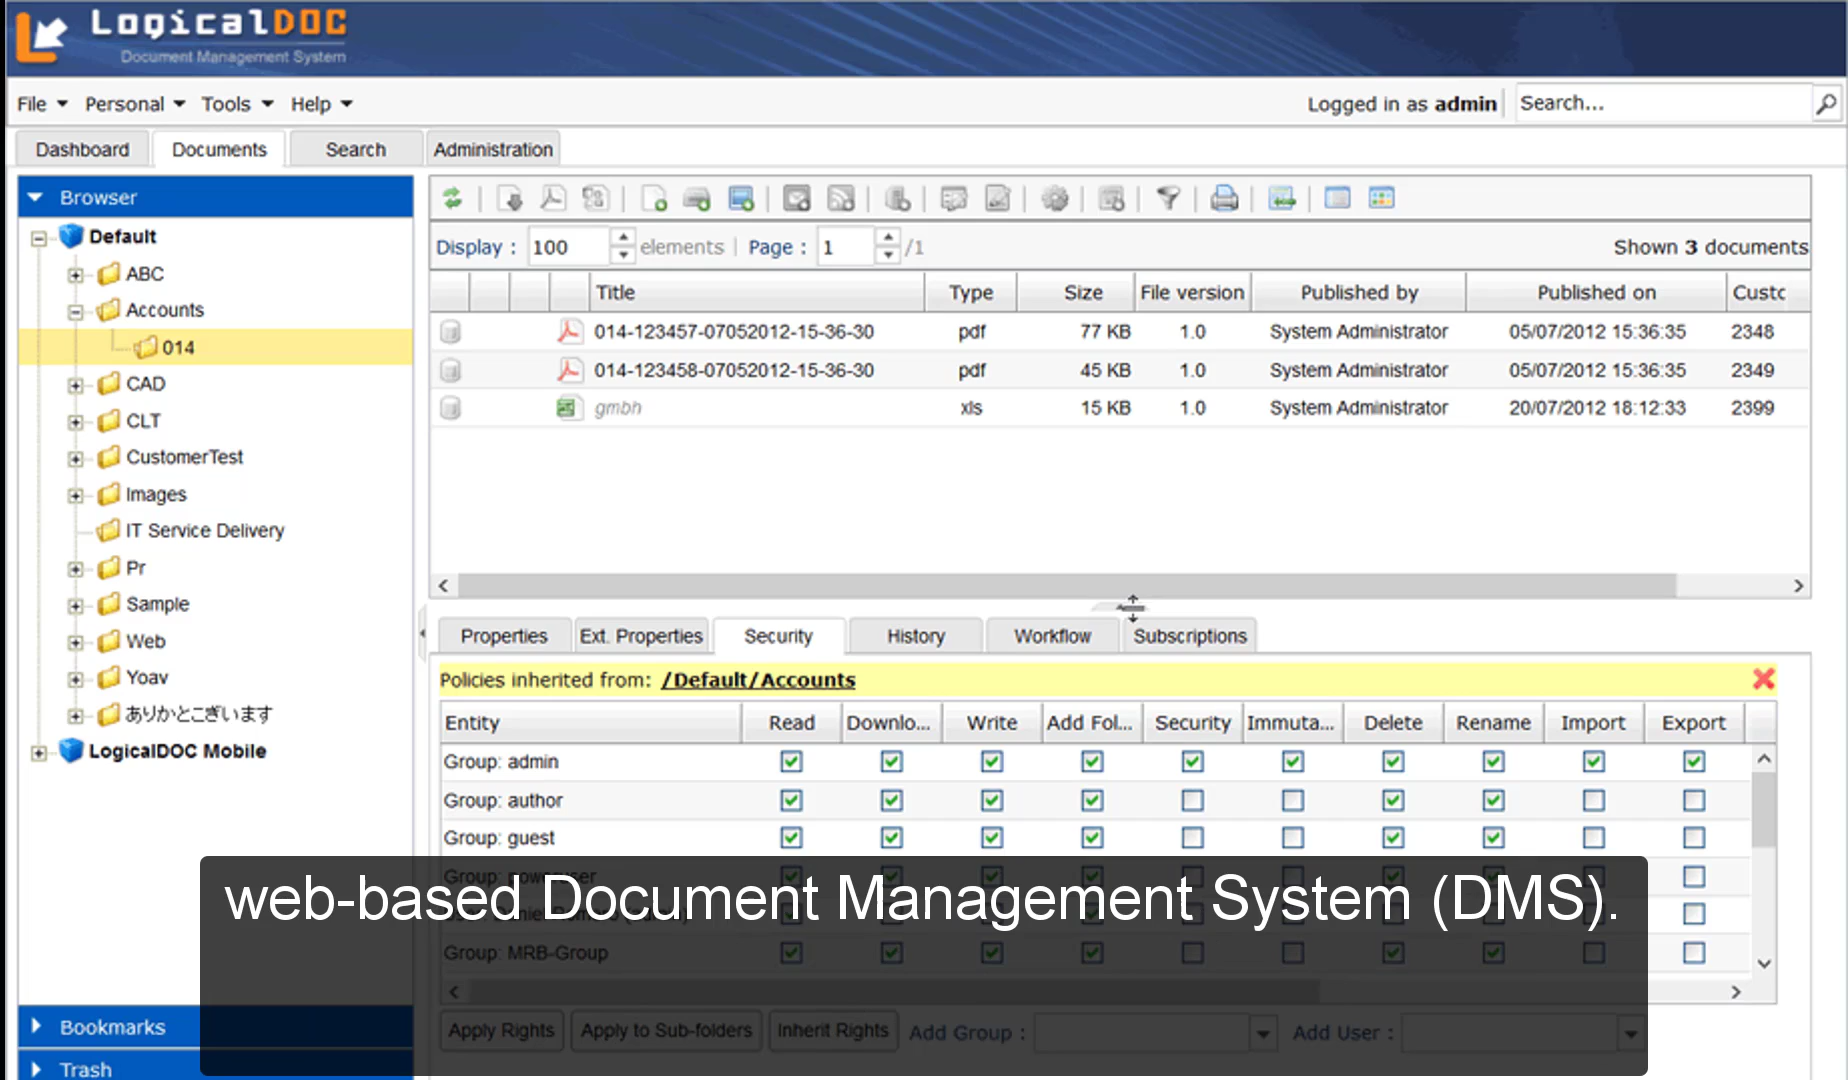 LogicalDOC
Document Management System
File Personal Tools Help Logged in as admin Search...
Dashboard Documents Search Administration
Browser
Default
ABC
Accounts
014
CAD
CLT
CustomerTest
Images
IT Service Delivery
Pr
Sample
Web
Yoav
ありかとこぎいます
LogicalDOC Mobile
Bookmarks
Trash
Display : 100 elements | Page : 1 /1 Shown 3 documents
Title Type Size File version Published by Published on Custc
014-123457-07052012-15-36-30 pdf 77 KB 1.0 System Administrator 05/07/2012 15:36:35 2348
014-123458-07052012-15-36-30 pdf 45 KB 1.0 System Administrator 05/07/2012 15:36:35 2349
gmbh xls 15 KB 1.0 System Administrator 20/07/2012 18:12:33 2399
Properties Ext. Properties Security History Workflow Subscriptions
Policies inherited from: /Default/Accounts
Entity Read Downlo... Write Add Fol... Security Immuta... Delete Rename Import Export
Group: admin
Group: author
Group: guest
Group: poweruser
web-based Document Management System (DMS).
Group: MRB-Group
Apply Rights Apply to Sub-folders Inherit Rights Add Group : Add User :